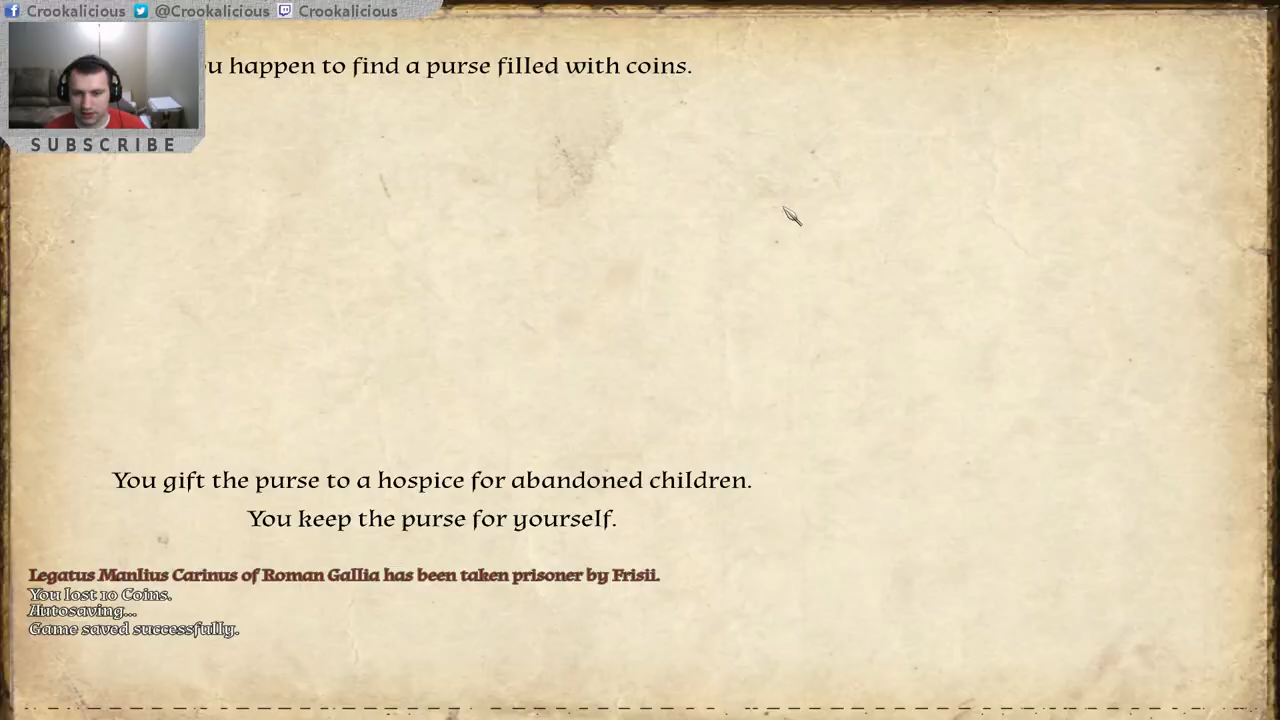 Crookalicious @Crookalicious Crookalicious
happen to find a purse filled with coins.
SUBSCRIBE
You gift the purse to a hospice for abandoned children.
You keep the purse for yourself.
Legatus Manlius Carinus of Roman Gallia has been taken prisoner by Frisii.
You lost 10 Coins.
Autosaving...
Game saved successfully.